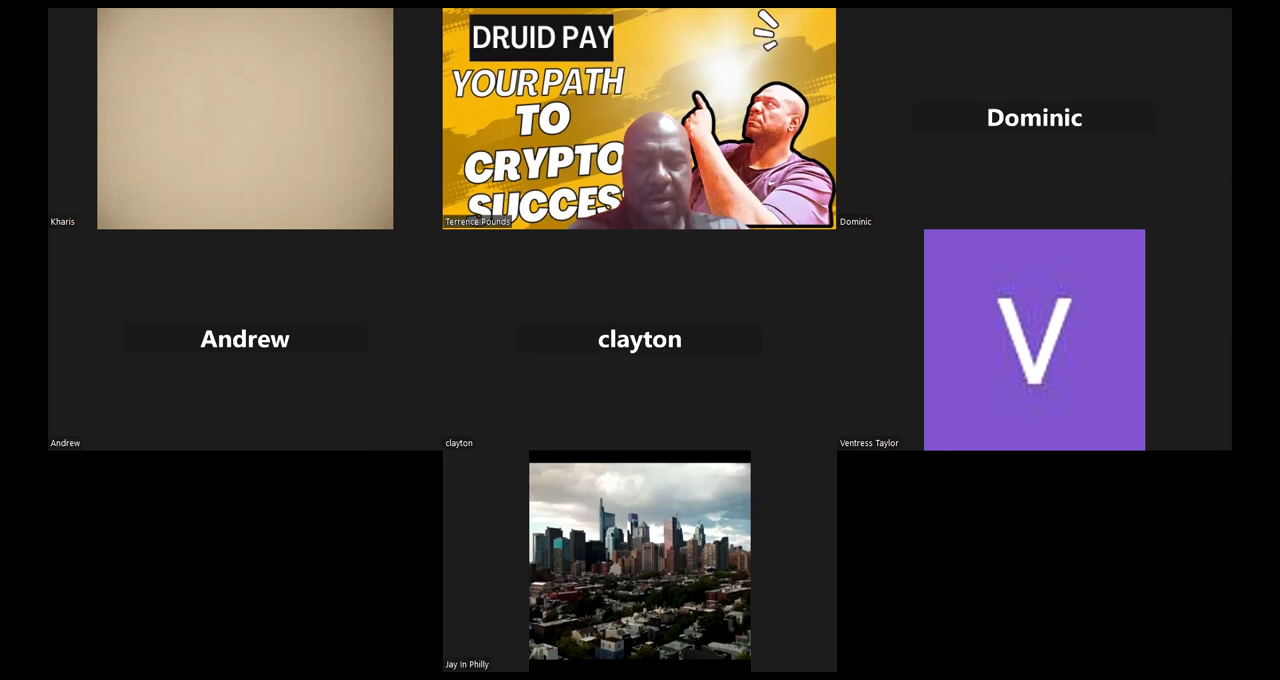 DRUID PAY
YOUR PATH
TO
CRYPTO
SUCCES
Kharis
Terrence Pounds
Dominic
Dominic
Andrew
clayton
V
Andrew
clayton
Ventress Taylor
Jay In Philly